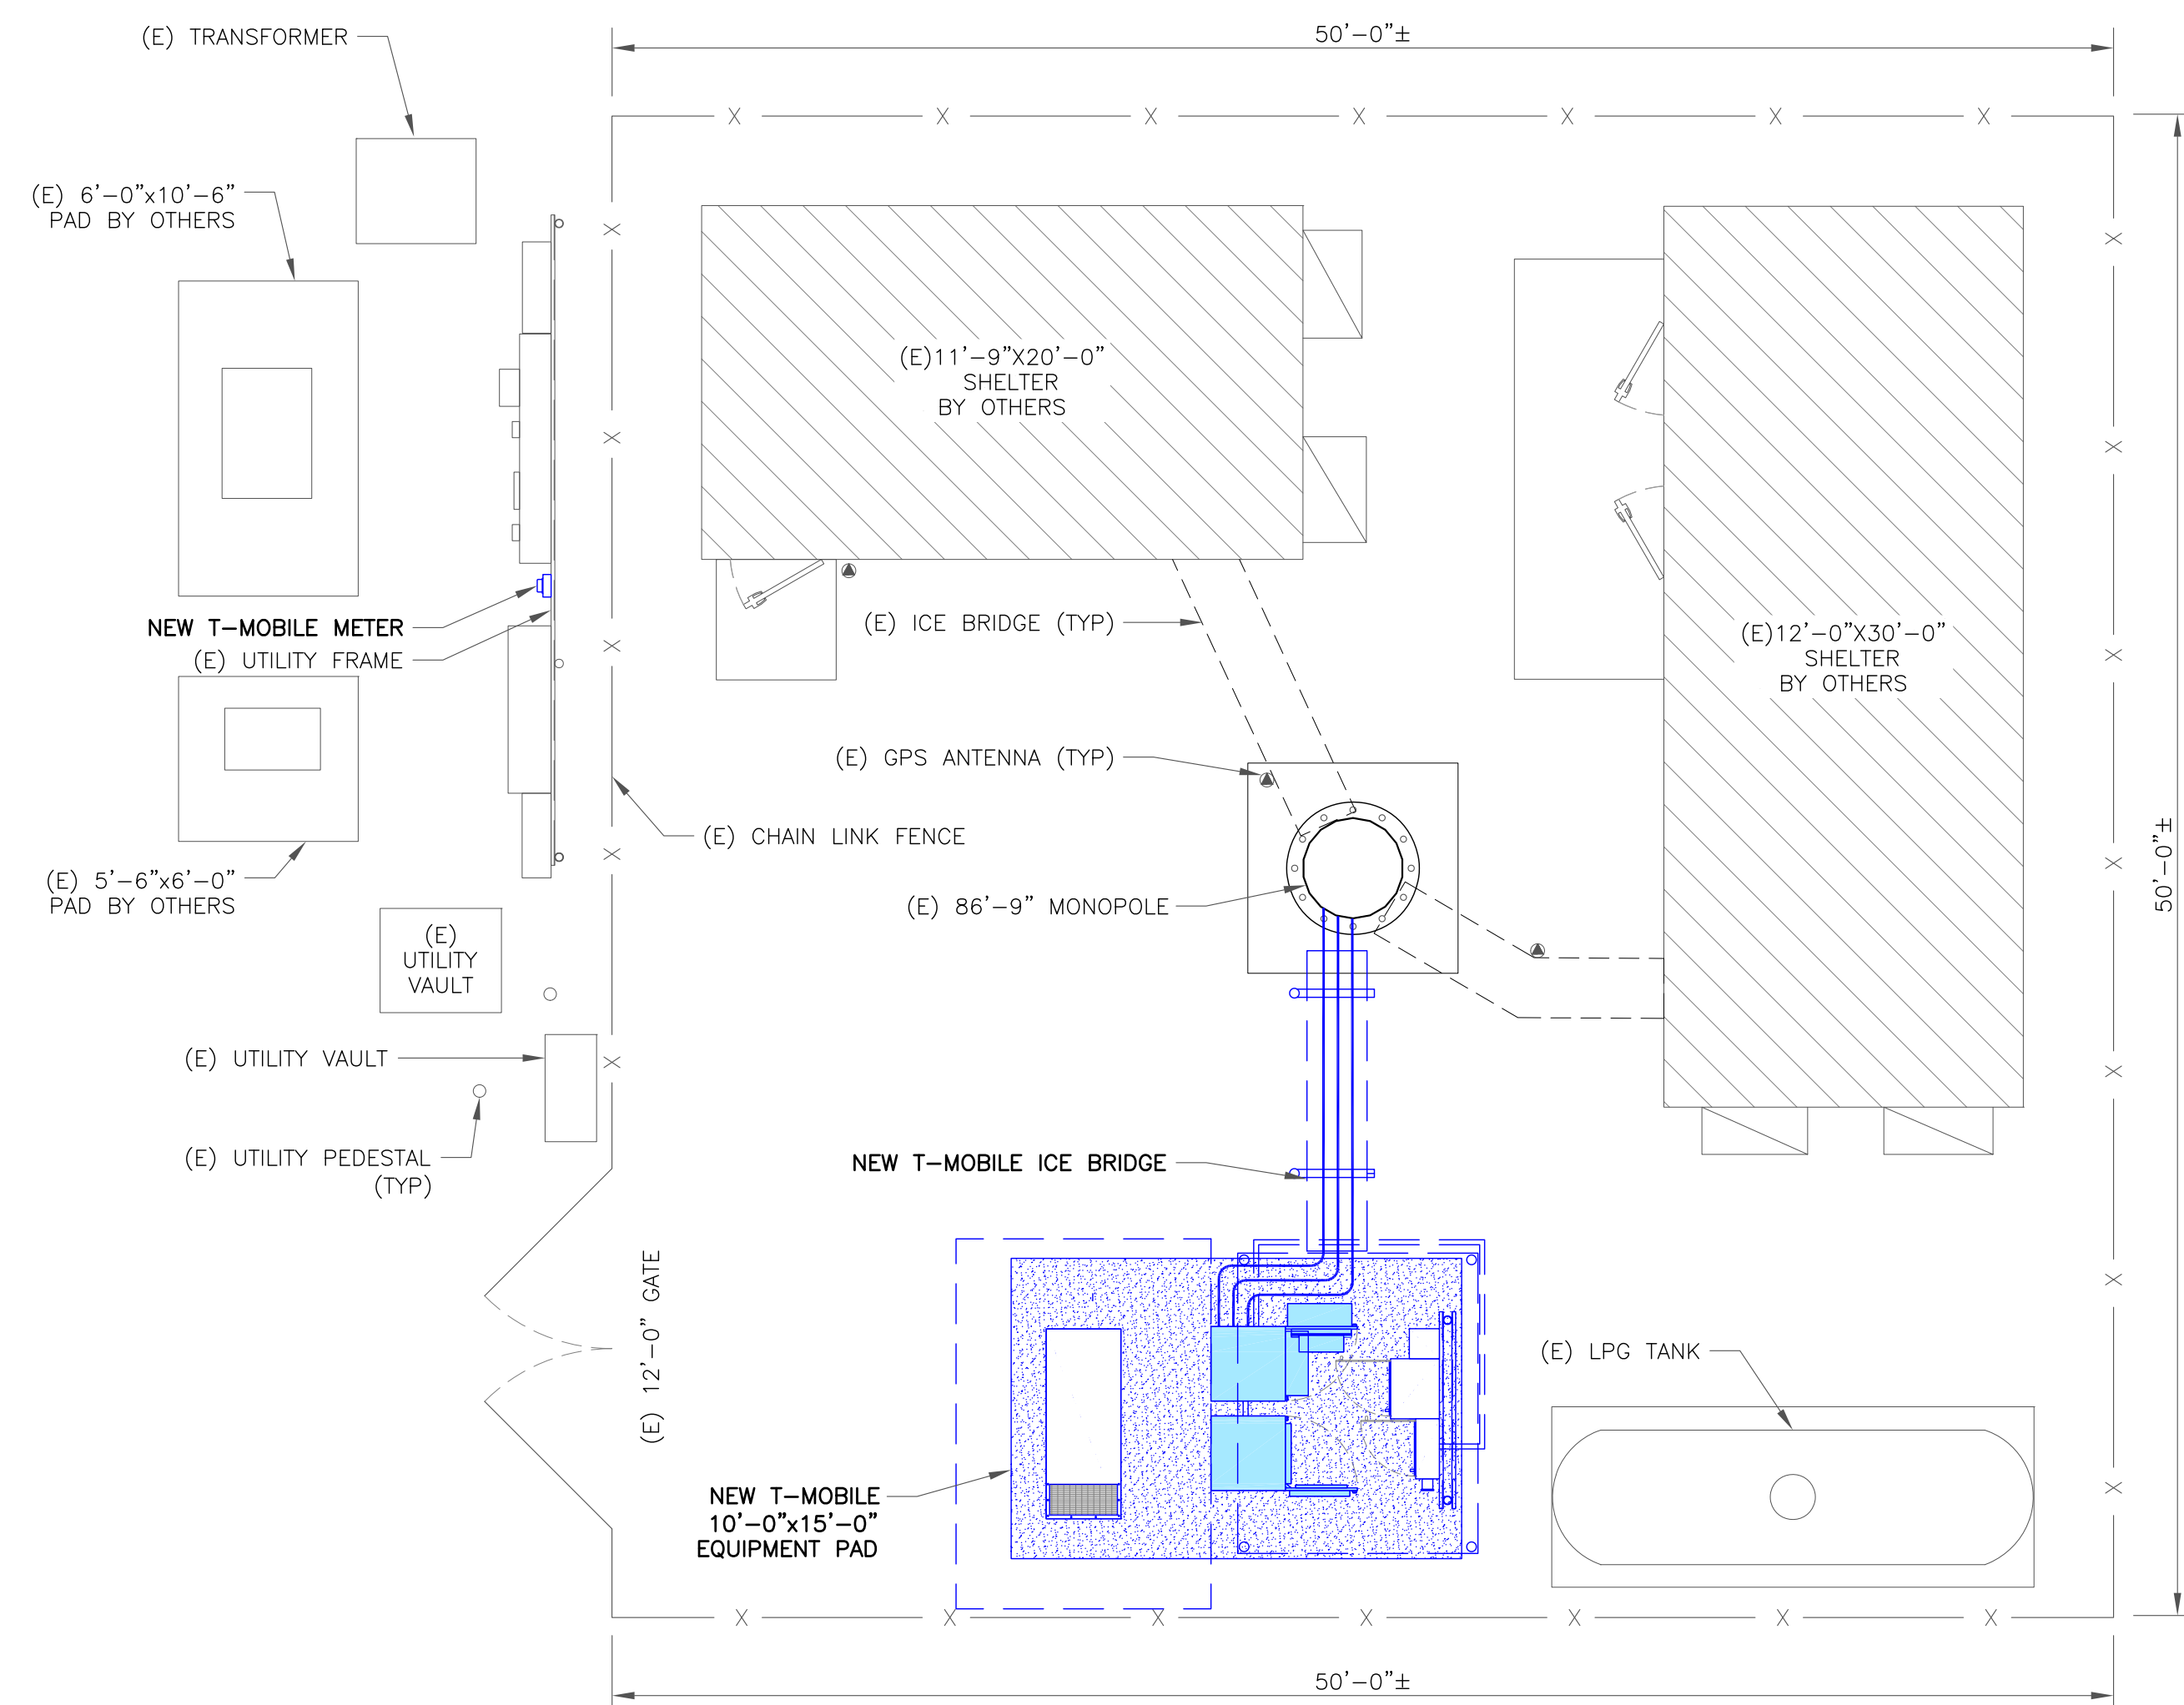 50'-0"±
(E) TRANSFORMER
(E) 6'-0"x10'-6"
PAD BY OTHERS
(E)11'-9"X20'-0"
SHELTER
BY OTHERS
NEW T-MOBILE METER
(E) UTILITY FRAME
(E) ICE BRIDGE (TYP)
(E)12'-0"X30'-0"
SHELTER
BY OTHERS
(E) GPS ANTENNA (TYP)
(E) CHAIN LINK FENCE
50'-0"±
(E) 5'-6"x6'-0"
PAD BY OTHERS
(E) 86'-9" MONOPOLE
(E)
UTILITY
VAULT
(E) UTILITY VAULT
(E) UTILITY PEDESTAL
(TYP)
NEW T-MOBILE ICE BRIDGE
(E) 12'-0" GATE
(E) LPG TANK
NEW T-MOBILE
10'-0"x15'-0"
EQUIPMENT PAD
50'-0"±